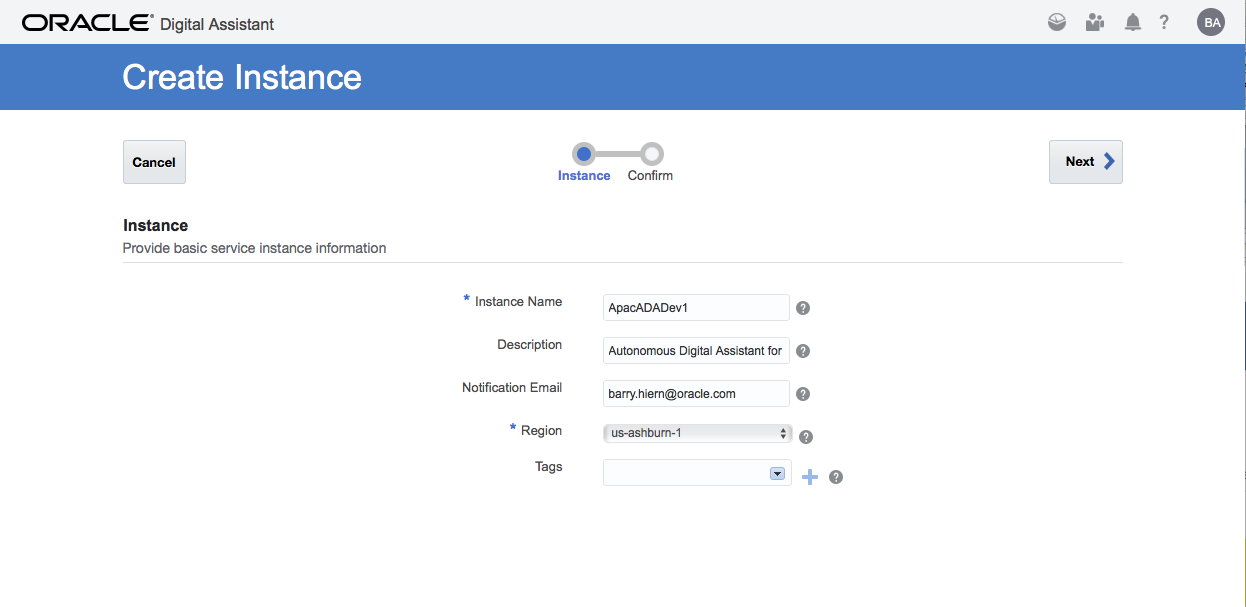 ORACLE® Digital Assistant
? BA
Create Instance
Cancel
Next
Instance Confirm
Instance
Provide basic service instance information
* Instance Name ApacADADev1 ?
Description Autonomous Digital Assistant for ?
Notification Email barry.hiern@oracle.com ?
* Region us-ashburn-1 ?
Tags ?